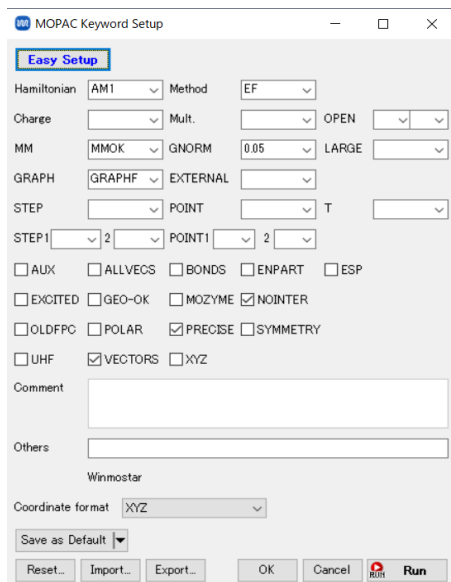 MOPAC Keyword Setup
Easy Setup
Hamiltonian AM1 Method EF
Charge Mult. OPEN
MM MMOK GNORM 0.05 LARGE
GRAPH GRAPHF EXTERNAL
STEP POINT T
STEP1 2 POINT1 2
AUX ALLVECS BONDS ENPART ESP
EXCITED GEO-OK MOZYME NOINTER
OLDFPC POLAR PRECISE SYMMETRY
UHF VECTORS XYZ
Comment
Others
Winmostar
Coordinate format XYZ
Save as Default
Reset... Import... Export... OK Cancel RUN Run